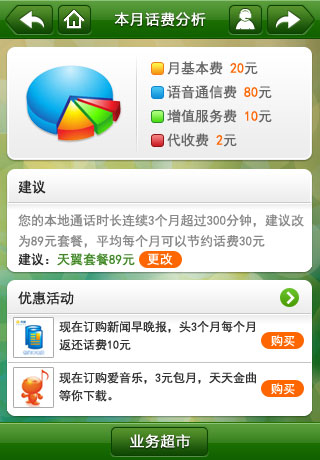 本月话费分析
月基本费 20元
语音通信费 80元
增值服务费 10元
代收费 2元
建议
您的本地通话时长连续3个月超过300分钟，建议改
为89元套餐，平均每个月可以节约话费30元
建议：天翼套餐89元 更改
优惠活动
现在订购新闻早晚报，头3个月每个月
返还话费10元
购买
现在订购爱音乐，3元包月，天天金曲
等你下载。
购买
业务超市